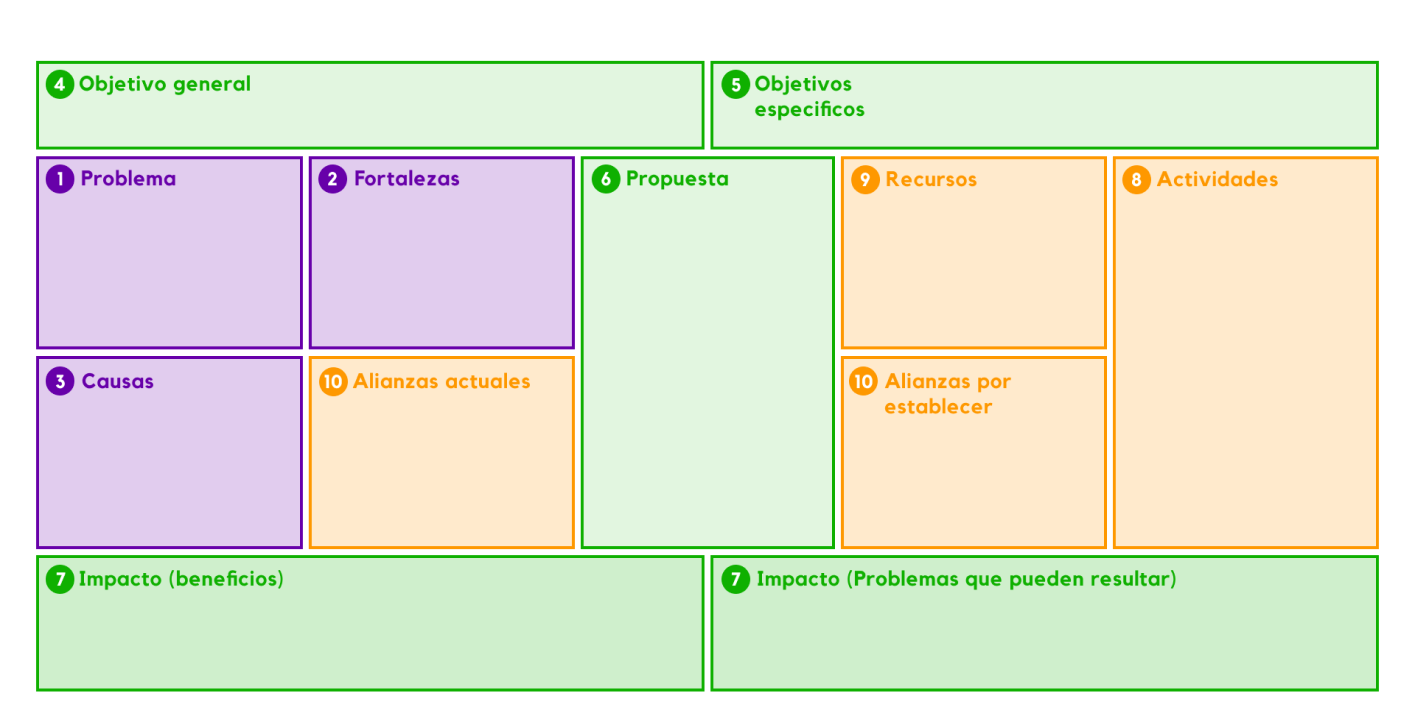 4 Objetivo general
5 Objetivos
especificos
1 Problema
2 Fortalezas
6 Propuesta
9 Recursos
8 Actividades
3 Causas
10 Alianzas actuales
10 Alianzas por
establecer
7 Impacto (beneficios)
7 Impacto (Problemas que pueden resultar)